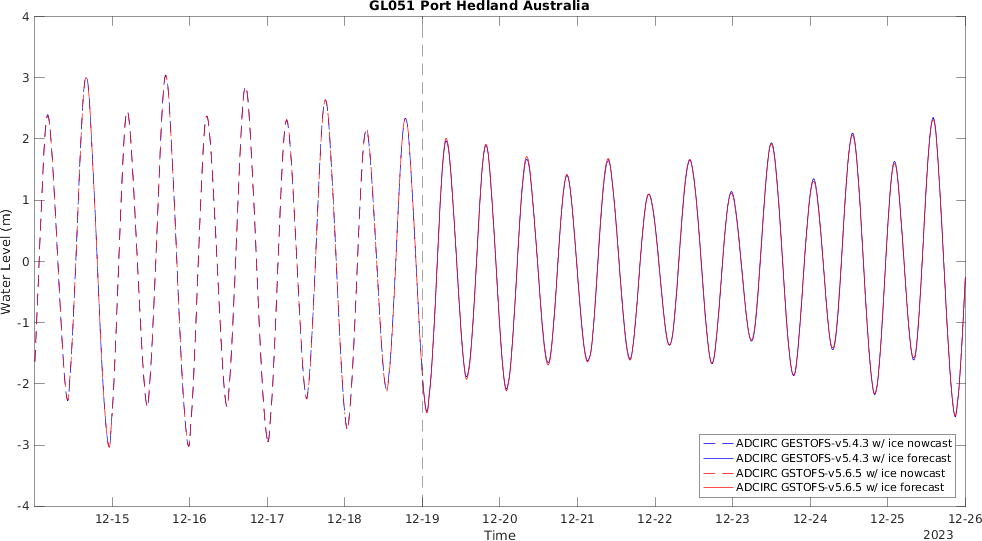 GL051 Port Hedland Australia
4
3
2
1
0
-1
-2
-3
-4
Water Level (m)
ADCIRC GESTOFS-v5.4.3 w/ ice nowcast
ADCIRC GESTOFS-v5.4.3 w/ ice forecast
ADCIRC GSTOFS-v5.6.5 w/ ice nowcast
ADCIRC GSTOFS-v5.6.5 w/ ice forecast
12-15 12-16 12-17 12-18 12-19 12-20 12-21 12-22 12-23 12-24 12-25 12-26
Time
2023